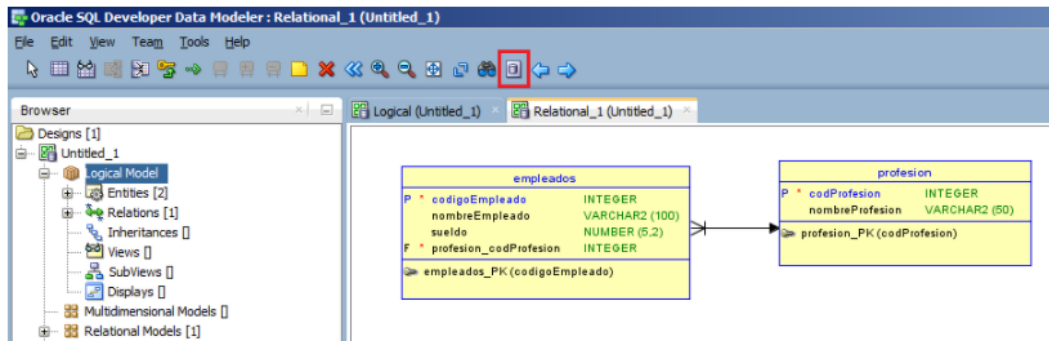 Oracle SQL Developer Data Modeler : Relational_1 (Untitled_1)
File Edit View Team Tools Help
Browser
Logical (Untitled_1)
Relational_1 (Untitled_1)
Designs [1]
Untitled_1
Logical Model
Entities [2]
Relations [1]
Inheritances []
Views []
SubViews []
Displays []
Multidimensional Models []
Relational Models [1]
empleados
P * codigoEmpleado INTEGER
nombreEmpleado VARCHAR2 (100)
sueldo NUMBER (5,2)
F * profesion_codProfesion INTEGER
empleados_PK (codigoEmpleado)
profesion
P * codProfesion INTEGER
nombreProfesion VARCHAR2 (50)
profesion_PK (codProfesion)